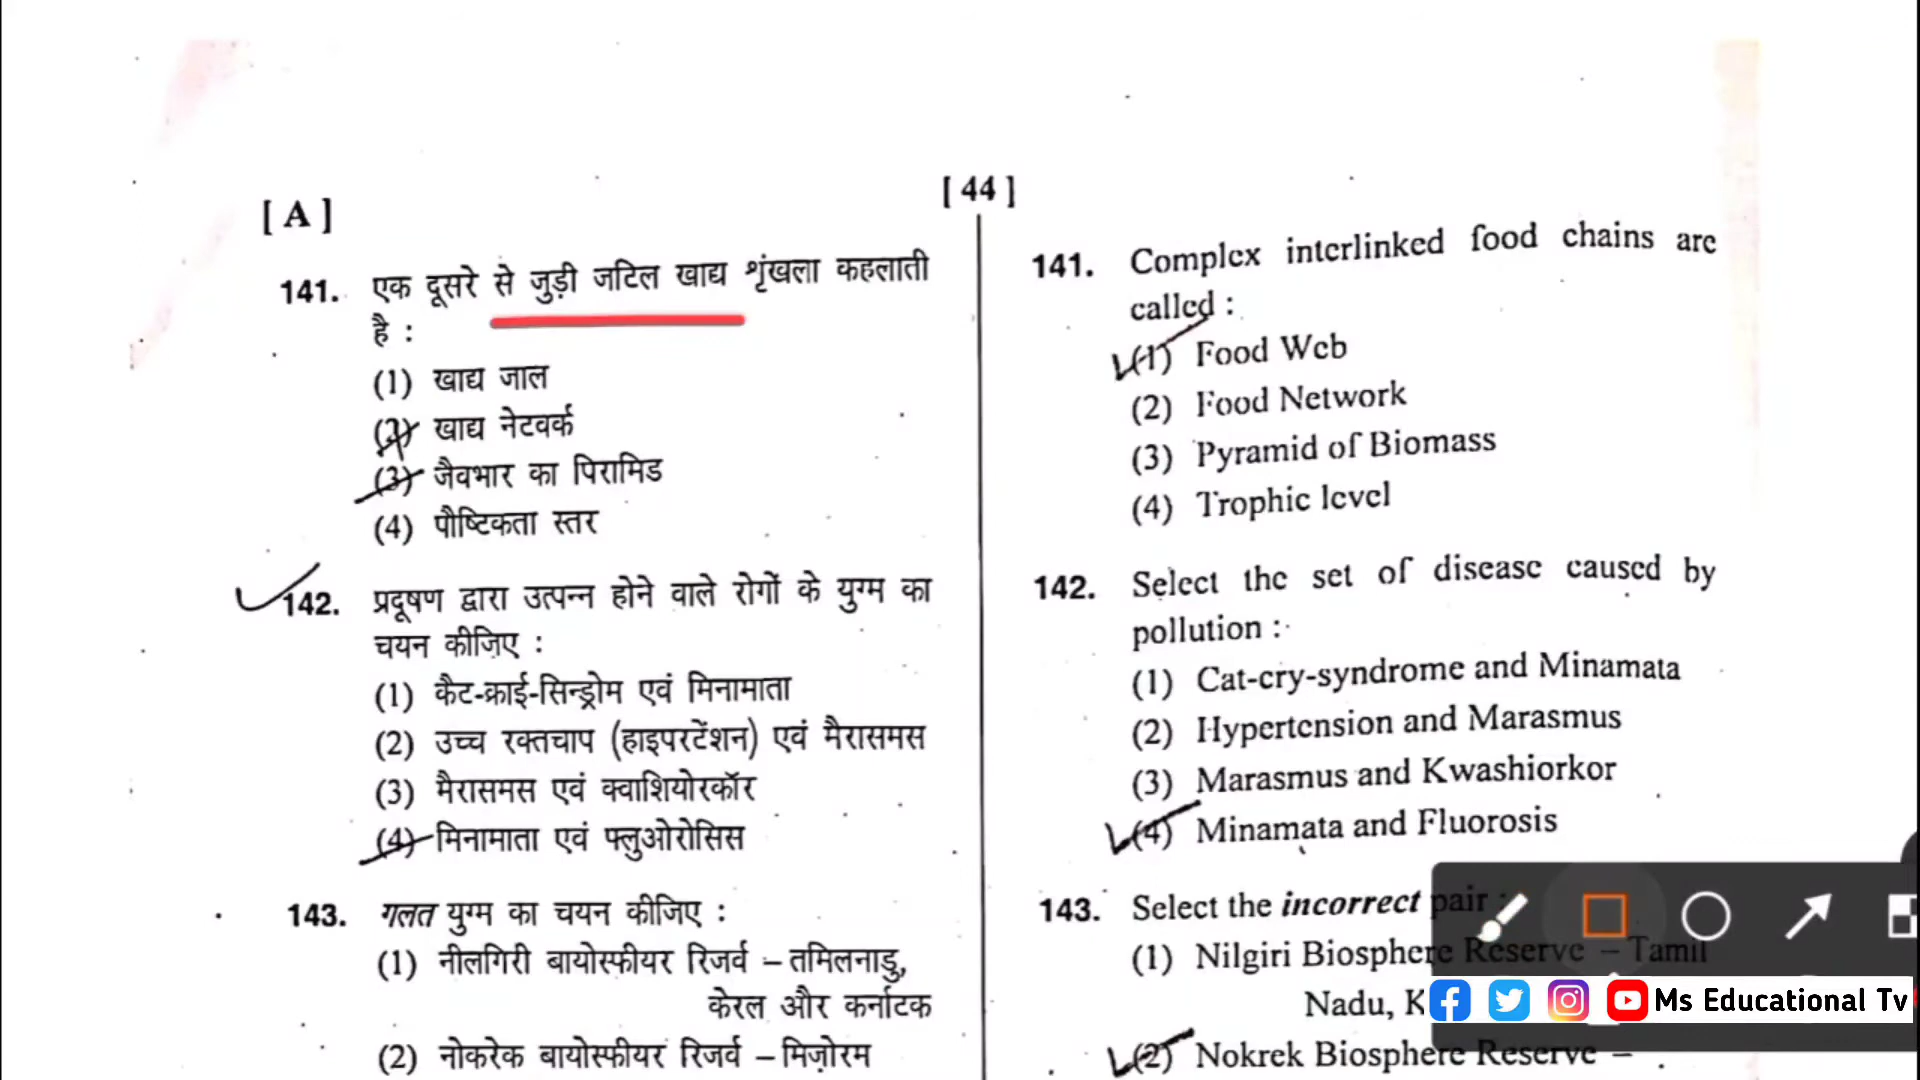 [ 44 ]
[ A ]
141. एक दूसरे से जुड़ी जटिल खाद्य शृंखला कहलाती
है :
(1) खाद्य जाल
(2) खाद्य नेटवर्क
(3) जैवभार का पिरामिड
(4) पौष्टिकता स्तर
142. प्रदूषण द्वारा उत्पन्न होने वाले रोगों के युग्म का
चयन कीजिए :
(1) कैट-क्राई-सिन्ड्रोम एवं मिनामाता
(2) उच्च रक्तचाप (हाइपरटेंशन) एवं मैरासमस
(3) मैरासमस एवं क्वाशियोरकॉर
(4) मिनामाता एवं फ्लुओरोसिस
143. गलत युग्म का चयन कीजिए :
(1) नीलगिरी बायोस्फीयर रिजर्व – तमिलनाडु,
केरल और कर्नाटक
(2) नोकरेक बायोस्फीयर रिजर्व – मिज़ोरम
141. Complex interlinked food chains are
called :
(1) Food Web
(2) Food Network
(3) Pyramid of Biomass
(4) Trophic level
142. Select the set of disease caused by
pollution :
(1) Cat-cry-syndrome and Minamata
(2) Hypertension and Marasmus
(3) Marasmus and Kwashiorkor
(4) Minamata and Fluorosis
143. Select the incorrect pair :
(1) Nilgiri Biosphere Reserve – Tamil
Nadu, K
(2) Nokrek Biosphere Reserve –
Ms Educational Tv